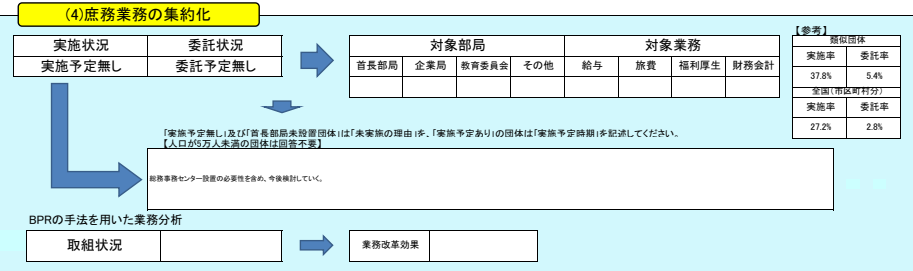 (4)庶務業務の集約化
【参考】
実施状況 委託状況
実施予定無し 委託予定無し
対象部局 対象業務
首長部局 企業局 教育委員会 その他 給与 旅費 福利厚生 財務会計
類似団体
実施率 委託率
37.8% 5.4%
全国(市区町村分)
実施率 委託率
27.2% 2.8%
「実施予定無し」及び「首長部局未設置団体」は「未実施の理由」を、「実施予定あり」の団体は「実施予定時期」を記述してください。
【人口が5万人未満の団体は回答不要】
総務事務センター設置の必要性を含め、今後検討していく。
BPRの手法を用いた業務分析
取組状況
業務改革効果